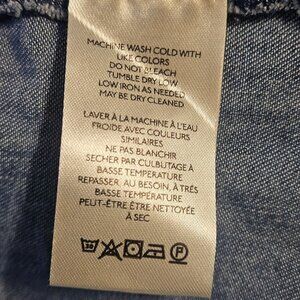 MACHINE WASH COLD WITH
LIKE COLORS
DO NOT BLEACH
TUMBLE DRY LOW
LOW IRON AS NEEDED
MAY BE DRY CLEANED
LAVER À LA MACHINE À L'EAU
FROIDE AVEC COULEURS
SIMILAIRES
NE PAS BLANCHIR
SÉCHER PAR CULBUTAGE À
BASSE TEMPERATURE
REPASSER, AU BESOIN, À TRÈS
BASSE TEMPERATURE
PEUT-ÊTRE ÊTRE NETTOYÉE
À SEC
P